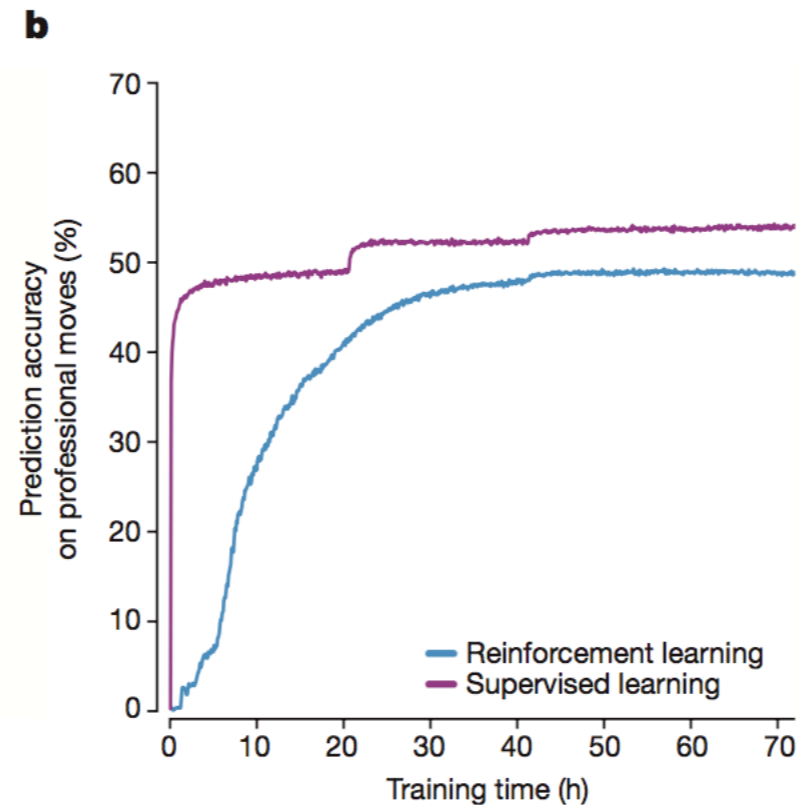 b
70
60
50
40
30
20
10
0
Prediction accuracy
on professional moves (%)
Reinforcement learning
Supervised learning
0 10 20 30 40 50 60 70
Training time (h)